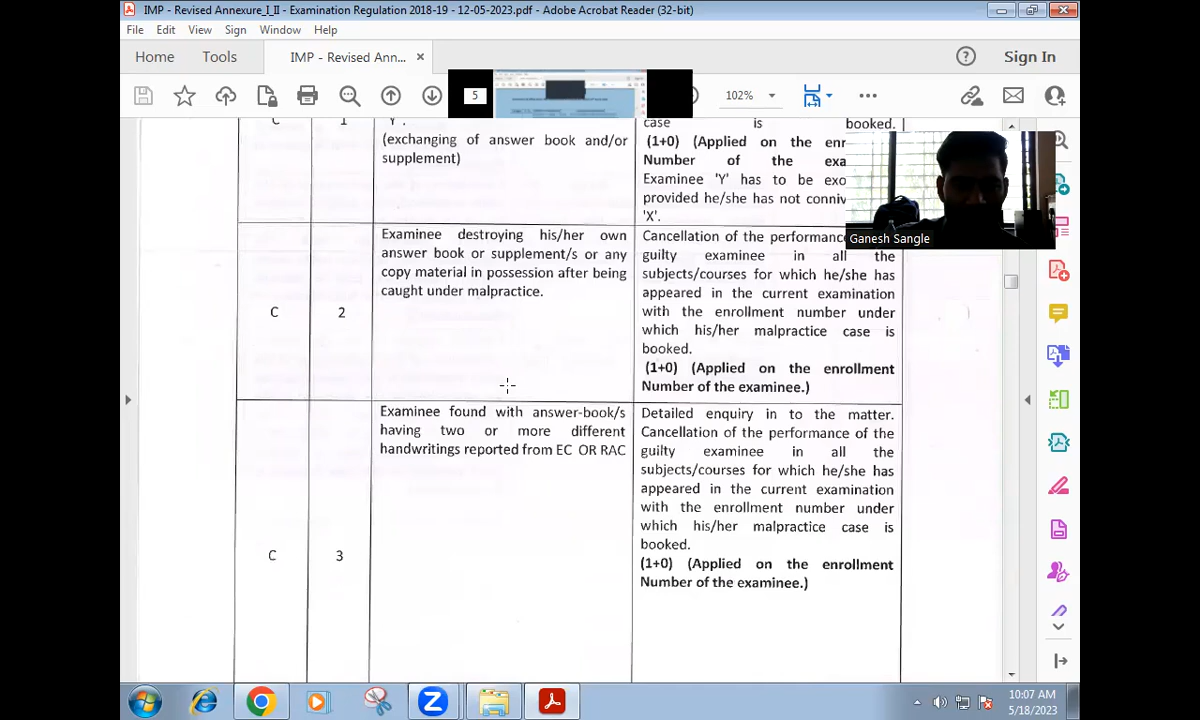 IMP - Revised Annexure_I_II - Examination Regulation 2018-19 - 12-05-2023.pdf - Adobe Acrobat Reader (32-bit)
File Edit View Sign Window Help
Home Tools IMP - Revised Ann... × Sign In
5 102%
C 1 Y'.
(exchanging of answer book and/or
supplement)
case is booked.
(1+0) (Applied on the enr
Number of the exa
Examinee 'Y' has to be exo
provided he/she has not conniv
'X'.
Ganesh Sangle
C 2
Examinee destroying his/her own
answer book or supplement/s or any
copy material in possession after being
caught under malpractice.
Cancellation of the performance
guilty examinee in all the
subjects/courses for which he/she has
appeared in the current examination
with the enrollment number under
which his/her malpractice case is
booked.
(1+0) (Applied on the enrollment
Number of the examinee.)
C 3
Examinee found with answer-book/s
having two or more different
handwritings reported from EC OR RAC
Detailed enquiry in to the matter.
Cancellation of the performance of the
guilty examinee in all the
subjects/courses for which he/she has
appeared in the current examination
with the enrollment number under
which his/her malpractice case is
booked.
(1+0) (Applied on the enrollment
Number of the examinee.)
10:07 AM
5/18/2023